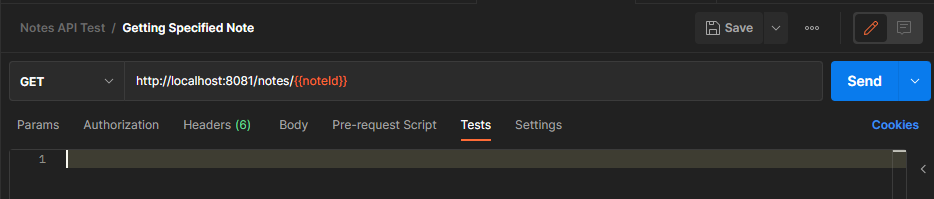 Notes API Test / Getting Specified Note Save
GET http://localhost:8081/notes/{{noteId}} Send
Params Authorization Headers (6) Body Pre-request Script Tests Settings Cookies
1